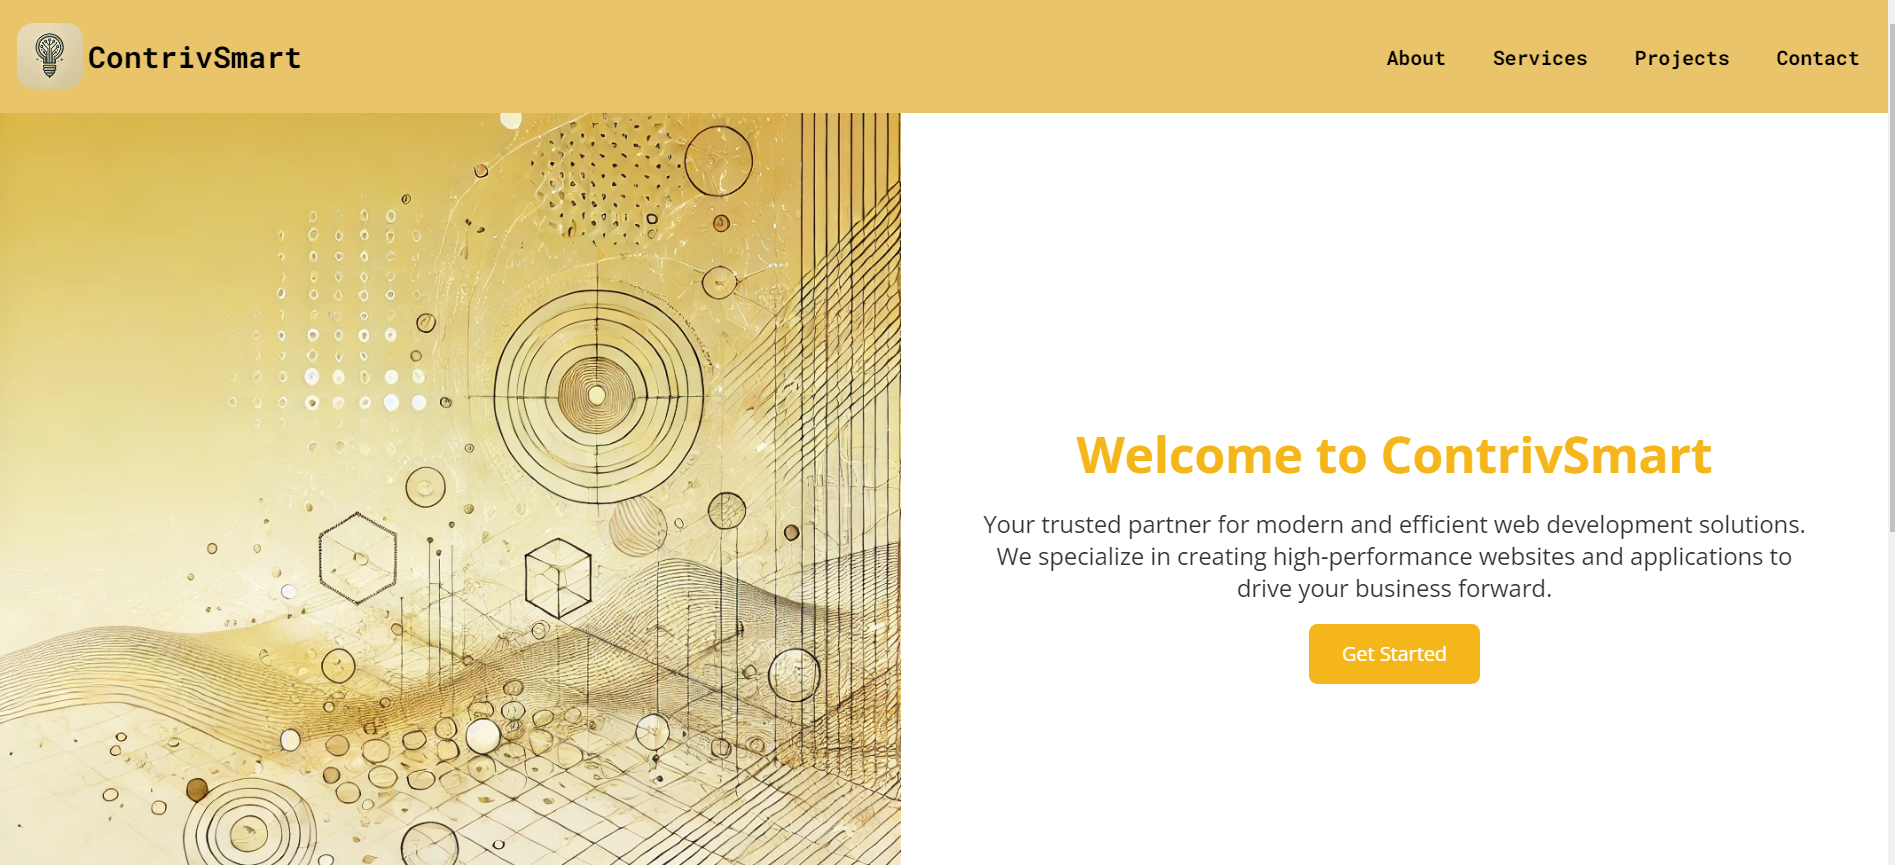 ContrivSmart
About Services Projects Contact
Welcome to ContrivSmart
Your trusted partner for modern and efficient web development solutions.
We specialize in creating high-performance websites and applications to
drive your business forward.
Get Started